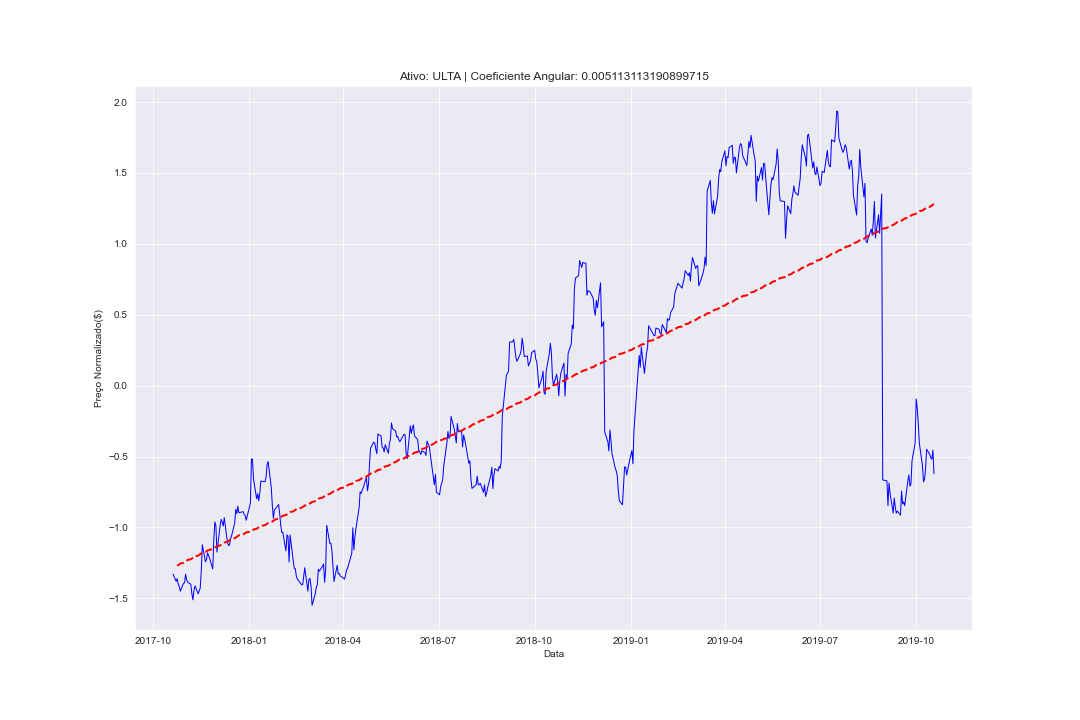 Ativo: ULTA | Coeficiente Angular: 0.005113113190899715
2.0
1.5
1.0
0.5
0.0
−0.5
−1.0
−1.5
Preço Normalizado($)
2017-10 2018-01 2018-04 2018-07 2018-10 2019-01 2019-04 2019-07 2019-10
Data